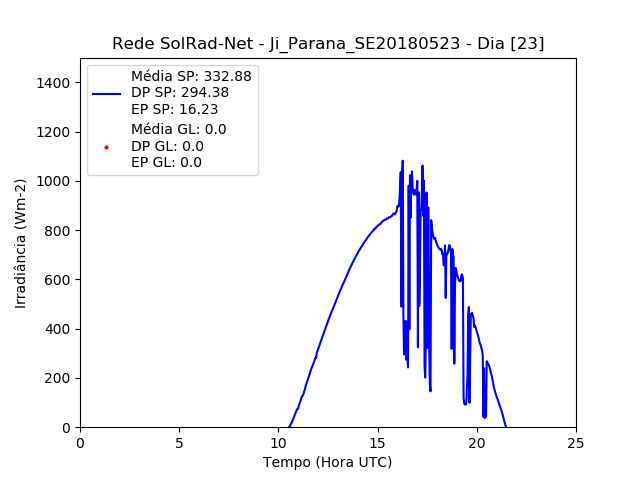 Rede SolRad-Net - Ji_Parana_SE20180523 - Dia [23]
Média SP: 332.88
DP SP: 294.38
EP SP: 16.23
Média GL: 0.0
DP GL: 0.0
EP GL: 0.0
Irradiância (Wm-2)
1400
1200
1000
800
600
400
200
0
0 5 10 15 20 25
Tempo (Hora UTC)